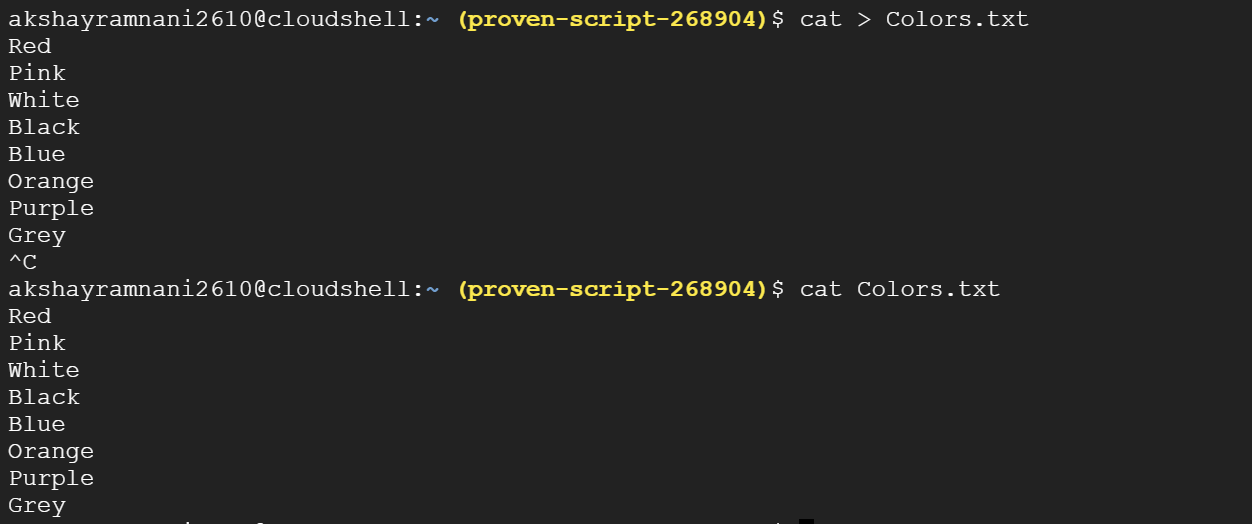 akshayramnani2610@cloudshell:~ (proven-script-268904)$ cat > Colors.txt
Red
Pink
White
Black
Blue
Orange
Purple
Grey
^C
akshayramnani2610@cloudshell:~ (proven-script-268904)$ cat Colors.txt
Red
Pink
White
Black
Blue
Orange
Purple
Grey